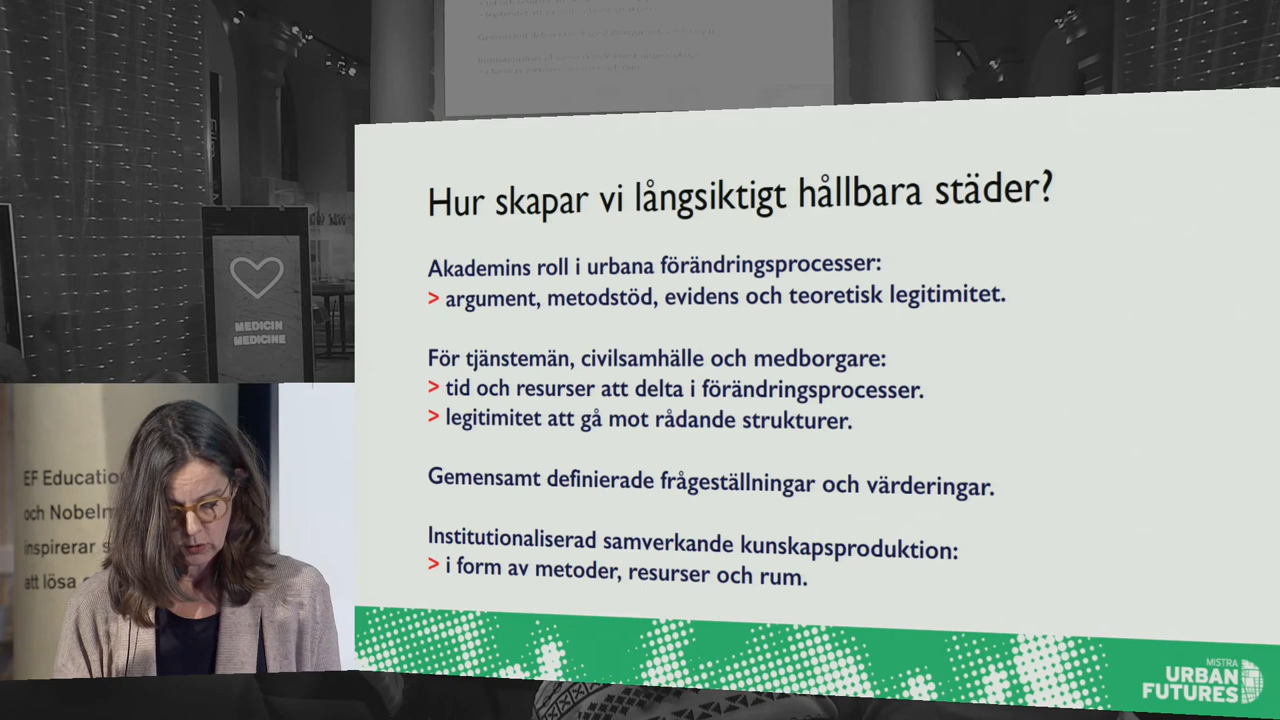 MEDICIN
MEDICINE
EF Educatio
och Nobelm
inspirerar s
att lösa
Hur skapar vi långsiktigt hållbara städer?
Akademins roll i urbana förändringsprocesser:
> argument, metodstöd, evidens och teoretisk legitimitet.
För tjänstemän, civilsamhälle och medborgare:
> tid och resurser att delta i förändringsprocesser.
> legitimitet att gå mot rådande strukturer.
Gemensamt definierade frågeställningar och värderingar.
Institutionaliserad samverkande kunskapsproduktion:
> i form av metoder, resurser och rum.
MISTRA
URBAN
FUTURES